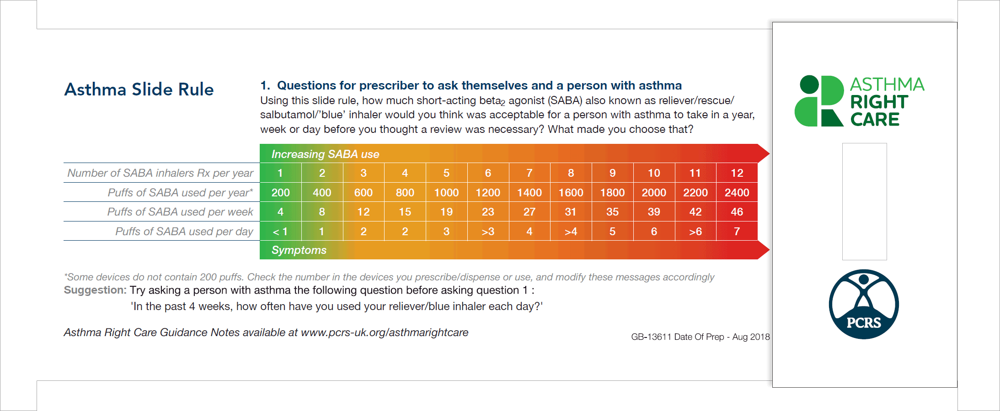 Asthma Slide Rule
1. Questions for prescriber to ask themselves and a person with asthma
Using this slide rule, how much short-acting beta₂ agonist (SABA) also known as reliever/rescue/
salbutamol/’blue’ inhaler would you think was acceptable for a person with asthma to take in a year,
week or day before you thought a review was necessary? What made you choose that?
Increasing SABA use
Number of SABA inhalers Rx per year 1 2 3 4 5 6 7 8 9 10 11 12
Puffs of SABA used per year* 200 400 600 800 1000 1200 1400 1600 1800 2000 2200 2400
Puffs of SABA used per week 4 8 12 15 19 23 27 31 35 39 42 46
Puffs of SABA used per day < 1 1 2 2 3 >3 4 >4 5 6 >6 7
Symptoms
*Some devices do not contain 200 puffs. Check the number in the devices you prescribe/dispense or use, and modify these messages accordingly
Suggestion: Try asking a person with asthma the following question before asking question 1 :
'In the past 4 weeks, how often have you used your reliever/blue inhaler each day?'
Asthma Right Care Guidance Notes available at www.pcrs-uk.org/asthmarightcare
GB-13611 Date Of Prep - Aug 2018
ASTHMA
RIGHT
CARE
PCRS